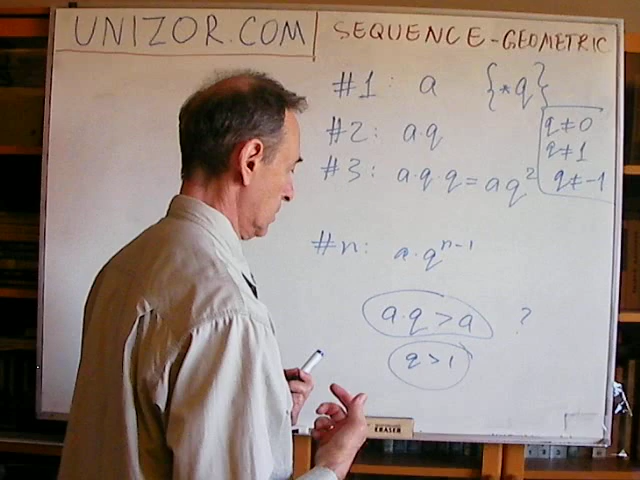 UNIZOR.COM SEQUENCE-GEOMETRIC
#1: a {*q}
#2: a·q q≠0
q≠1
#3: a·q·q=aq² q≠-1
#n: a·qⁿ⁻¹
a·q>a ?
q>1
ERASER